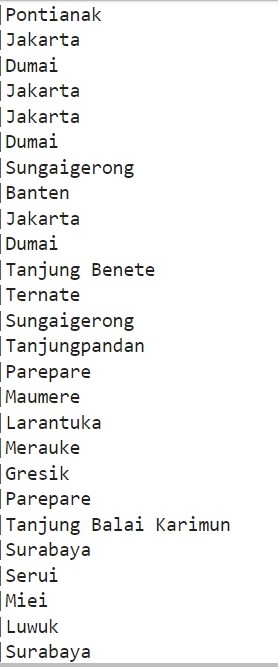 Pontianak
Jakarta
Dumai
Jakarta
Jakarta
Dumai
Sungaigerong
Banten
Jakarta
Dumai
Tanjung Benete
Ternate
Sungaigerong
Tanjungpandan
Parepare
Maumere
Larantuka
Merauke
Gresik
Parepare
Tanjung Balai Karimun
Surabaya
Serui
Miei
Luwuk
Surabaya